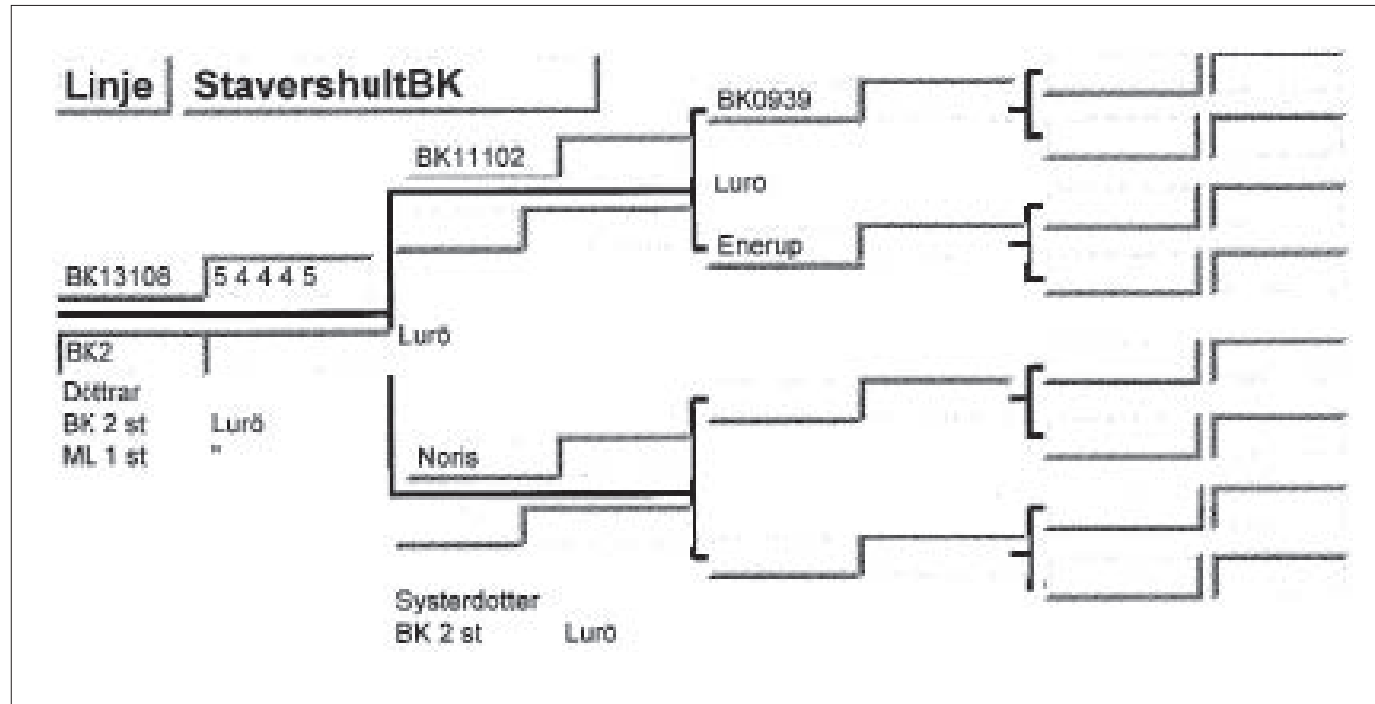 Linje StavershultBK
BK0939
BK11102
Luro
Enerup
BK13108 5 4 4 4 5
Lurö
BK2
Döttrar
BK 2 st Lurö
ML 1 st "
Noris
Systerdotter
BK 2 st Lurö